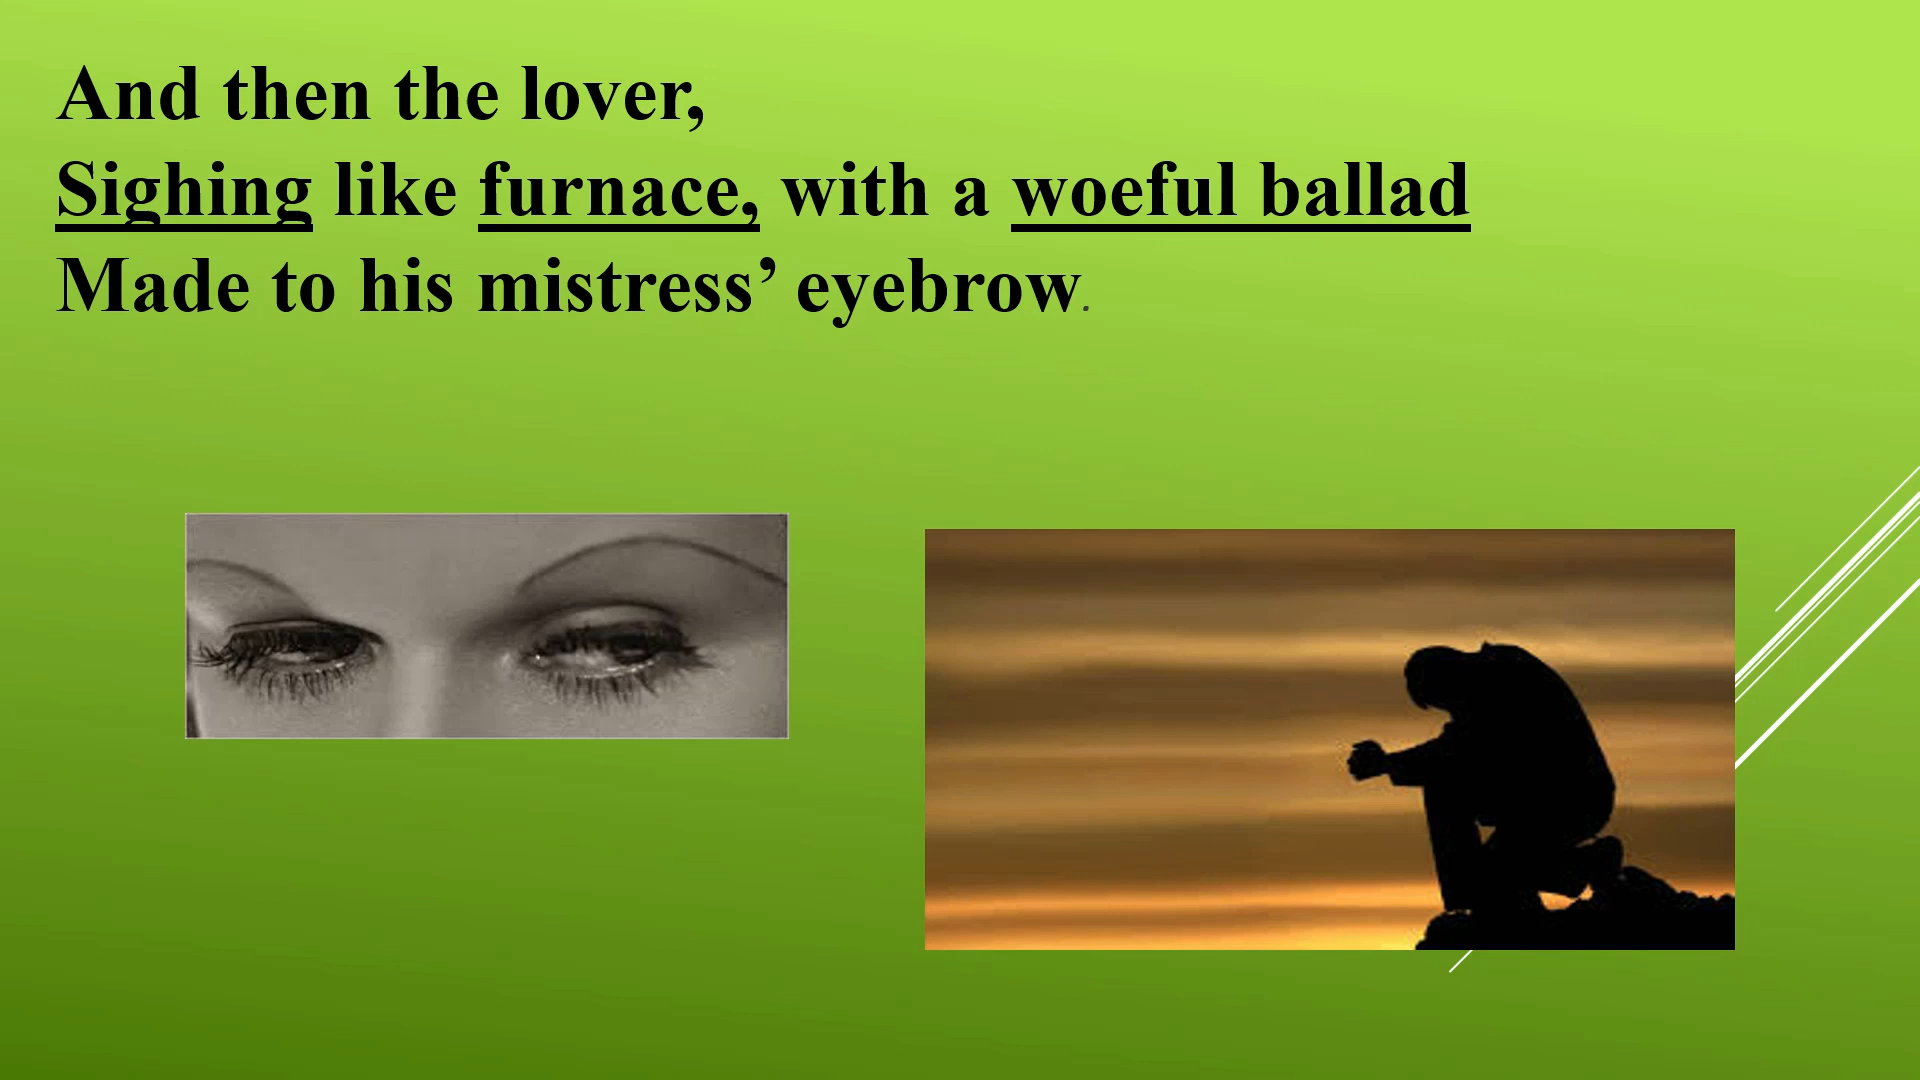 And then the lover,
Sighing like furnace, with a woeful ballad
Made to his mistress’ eyebrow.